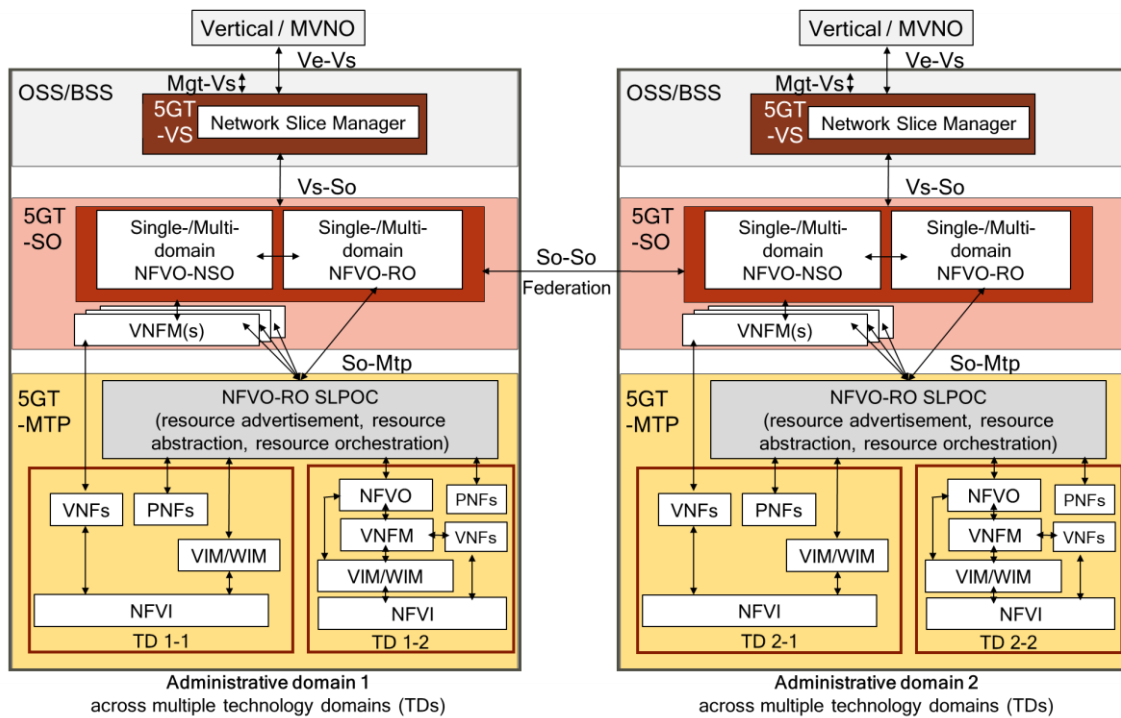 Vertical / MVNO
Ve-Vs
Mgt-Vs
OSS/BSS
5GT
-VS
Network Slice Manager
Vs-So
5GT
-SO
Single-/Multi-
domain
NFVO-NSO
Single-/Multi-
domain
NFVO-RO
VNFM(s)
So-Mtp
5GT
-MTP
NFVO-RO SLPOC
(resource advertisement, resource
abstraction, resource orchestration)
VNFs
PNFs
VIM/WIM
NFVI
TD 1-1
NFVO
PNFs
VNFM
VNFs
VIM/WIM
NFVI
TD 1-2
Administrative domain 1
across multiple technology domains (TDs)
So-So
Federation
Vertical / MVNO
Ve-Vs
Mgt-Vs
OSS/BSS
5GT
-VS
Network Slice Manager
Vs-So
5GT
-SO
Single-/Multi-
domain
NFVO-NSO
Single-/Multi-
domain
NFVO-RO
VNFM(s)
So-Mtp
5GT
-MTP
NFVO-RO SLPOC
(resource advertisement, resource
abstraction, resource orchestration)
VNFs
PNFs
VIM/WIM
NFVI
TD 2-1
NFVO
PNFs
VNFM
VNFs
VIM/WIM
NFVI
TD 2-2
Administrative domain 2
across multiple technology domains (TDs)